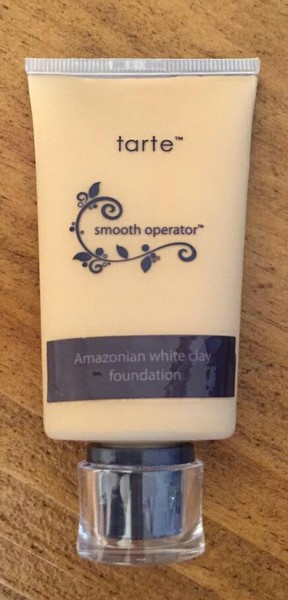 tarte™
smooth operator™
Amazonian white clay
foundation